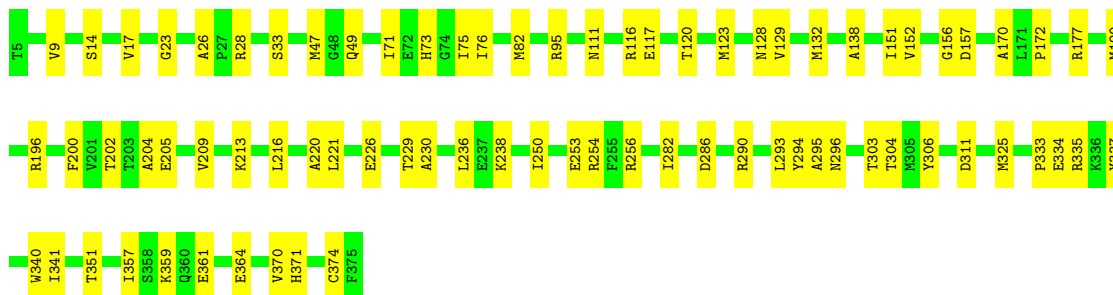 T5 V9 S14 V17 G23 A26 P27 R28 S33 M47 G48 Q49 I71 E72 H73 G74 I75 I76 M82 R95 N111 R116 E117 T120 M123 N128 V129 M132 A138 I151 V152 G156 D157 A170 L171 P172 R177
R196 F200 V201 T202 T203 A204 E205 V209 K213 L216 A220 L221 E226 T229 A230 L236 E237 K238 I250 E253 R254 F255 R256 I282 D286 R290 L293 Y294 A295 N296 T303 T304 M305 Y306 D311 M325 P333 E334 R335 K336
W340 I341 T351 I357 S358 K359 Q360 E361 E364 V370 H371 C374 F375